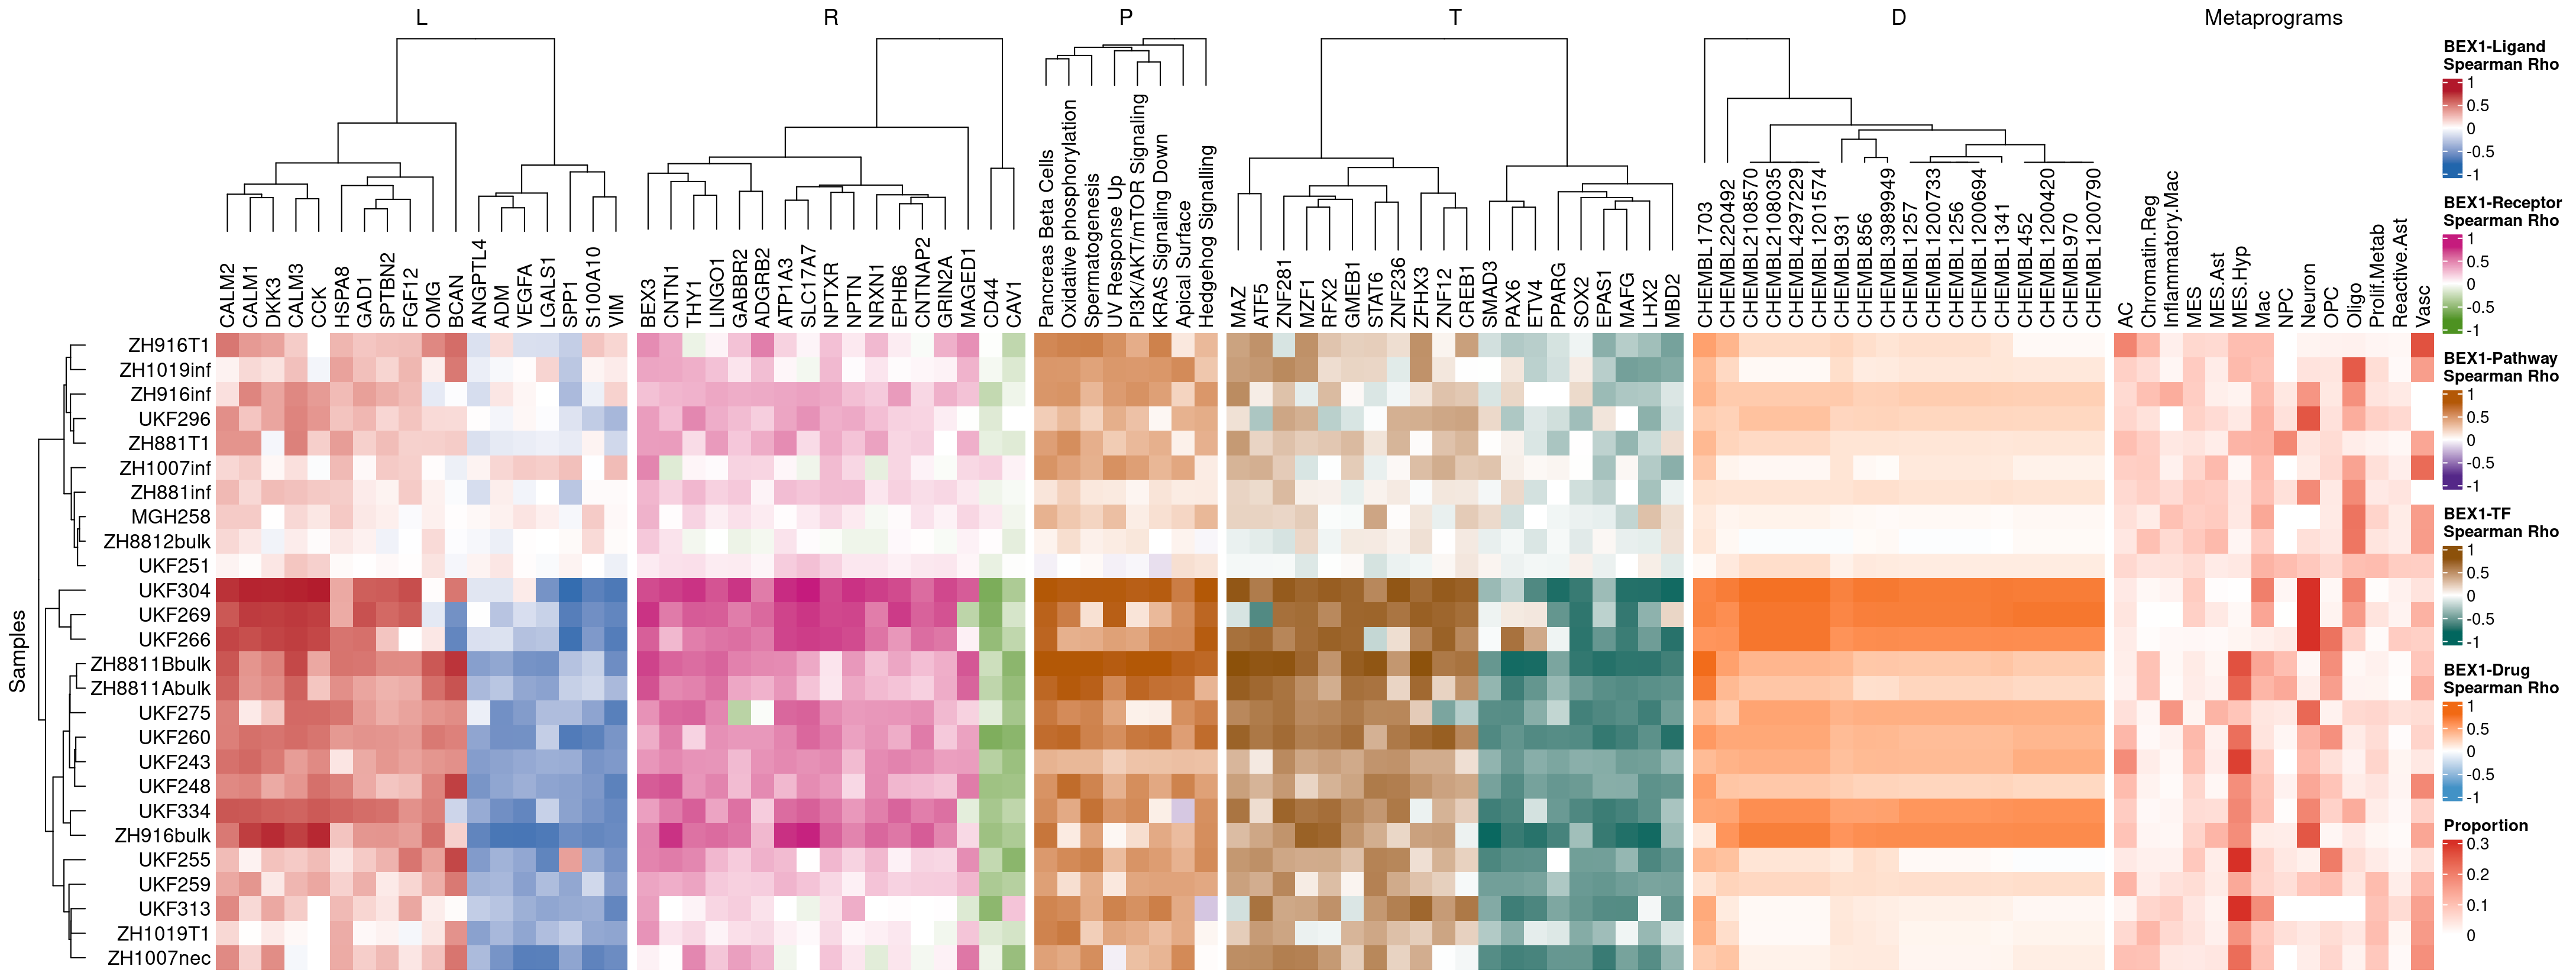 L R P T D Metaprograms
CALM2
CALM1
DKK3
CALM3
CCK
HSPA8
GAD1
SPTBN2
FGF12
OMG
BCAN
ANGPTL4
ADM
VEGFA
LGALS1
SPP1
S100A10
VIM
BEX3
CNTN1
THY1
LINGO1
GABBR2
ADGRB2
ATP1A3
SLC17A7
NPTXR
NPTN
NRXN1
EPHB6
CNTNAP2
GRIN2A
MAGED1
CD44
CAV1
Pancreas Beta Cells
Oxidative phosphorylation
Spermatogenesis
UV Response Up
PI3K/AKT/mTOR Signaling
KRAS Signaling Down
Apical Surface
Hedgehog Signalling
MAZ
ATF5
ZNF281
MZF1
RFX2
GMEB1
STAT6
ZNF236
ZFHX3
ZNF12
CREB1
SMAD3
PAX6
ETV4
PPARG
SOX2
EPAS1
MAFG
LHX2
MBD2
CHEMBL1703
CHEMBL220492
CHEMBL2108570
CHEMBL2108035
CHEMBL4297229
CHEMBL1201574
CHEMBL931
CHEMBL856
CHEMBL3989949
CHEMBL1257
CHEMBL1200733
CHEMBL1256
CHEMBL1200694
CHEMBL1341
CHEMBL452
CHEMBL1200420
CHEMBL970
CHEMBL1200790
AC
Chromatin.Reg
Inflammatory.Mac
MES
MES.Ast
MES.Hyp
Mac
NPC
Neuron
OPC
Oligo
Prolif.Metab
Reactive.Ast
Vasc
Samples
ZH916T1
ZH1019inf
ZH916inf
UKF296
ZH881T1
ZH1007inf
ZH881inf
MGH258
ZH8812bulk
UKF251
UKF304
UKF269
UKF266
ZH8811Bbulk
ZH8811Abulk
UKF275
UKF260
UKF243
UKF248
UKF334
ZH916bulk
UKF255
UKF259
UKF313
ZH1019T1
ZH1007nec
BEX1-Ligand
Spearman Rho
1
0.5
0
-0.5
-1
BEX1-Receptor
Spearman Rho
1
0.5
0
-0.5
-1
BEX1-Pathway
Spearman Rho
1
0.5
0
-0.5
-1
BEX1-TF
Spearman Rho
1
0.5
0
-0.5
-1
BEX1-Drug
Spearman Rho
1
0.5
0
-0.5
-1
Proportion
0.3
0.2
0.1
0